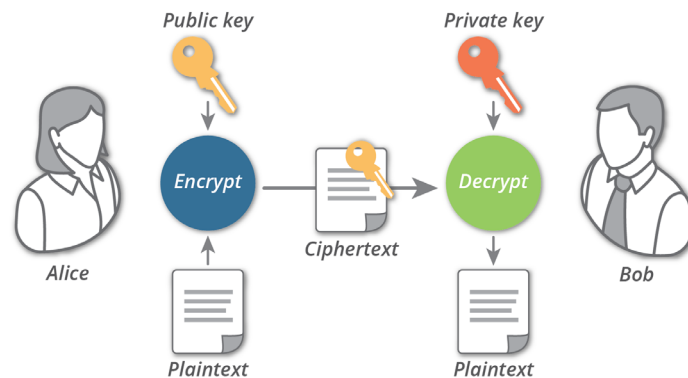 Public key
Private key
Encrypt
Decrypt
Ciphertext
Alice
Bob
Plaintext
Plaintext